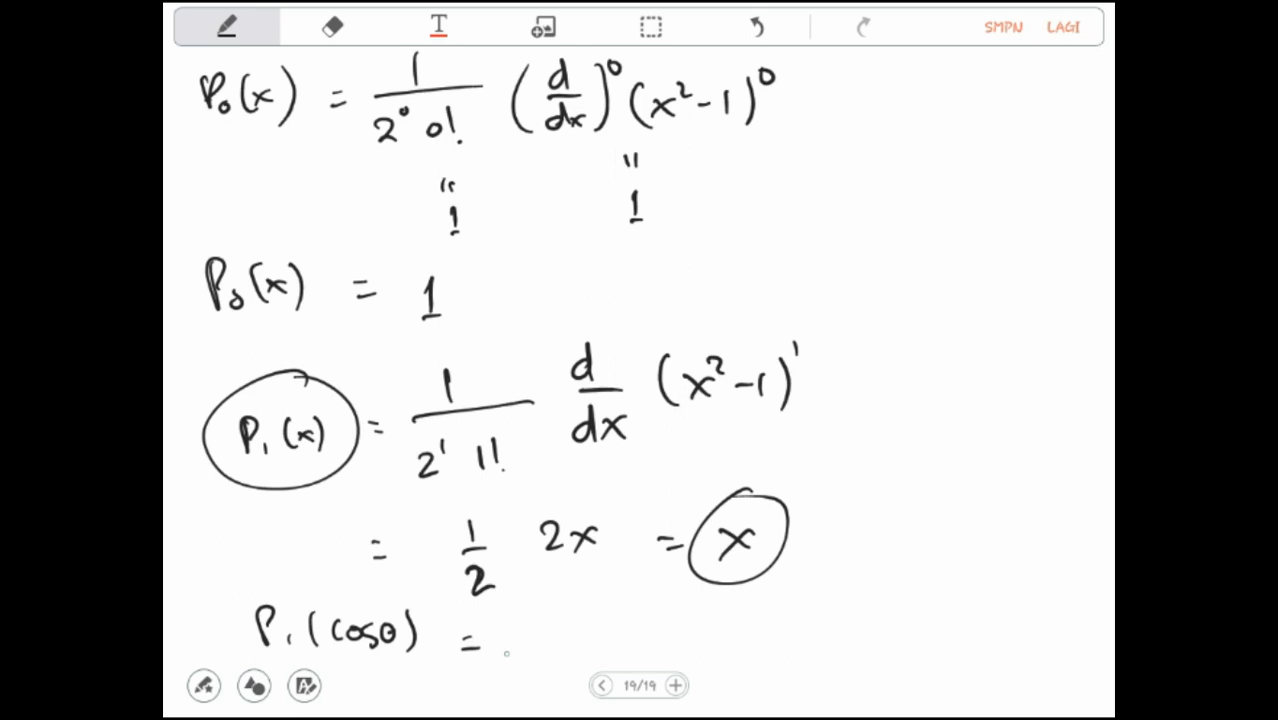 T SMPN LAGI
P₀(x) = 1 / (2⁰ 0!) (d/dx)⁰ (x² - 1)⁰
" "
1 1
P₀(x) = 1
P₁(x) = 1 / (2¹ 1!) d/dx (x² - 1)¹
= 1/2 2x = x
P₁(cosθ) =
19/19